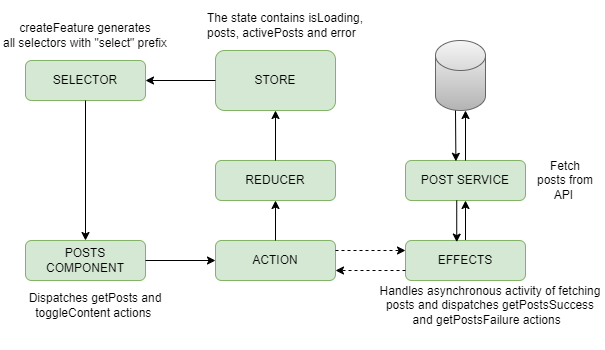 createFeature generates
all selectors with "select" prefix
The state contains isLoading,
posts, activePosts and error
SELECTOR
STORE
REDUCER
POST SERVICE
Fetch
posts from
API
POSTS
COMPONENT
ACTION
EFFECTS
Dispatches getPosts and
toggleContent actions
Handles asynchronous activity of fetching
posts and dispatches getPostsSuccess
and getPostsFailure actions